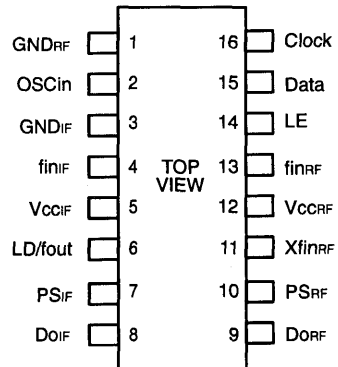 GNDRF 1 16 Clock
OSCin 2 15 Data
GNDIF 3 14 LE
finIF 4 TOP VIEW 13 finRF
VccIF 5 12 VccRF
LD/fout 6 11 XfinRF
PSIF 7 10 PSRF
DoIF 8 9 DoRF